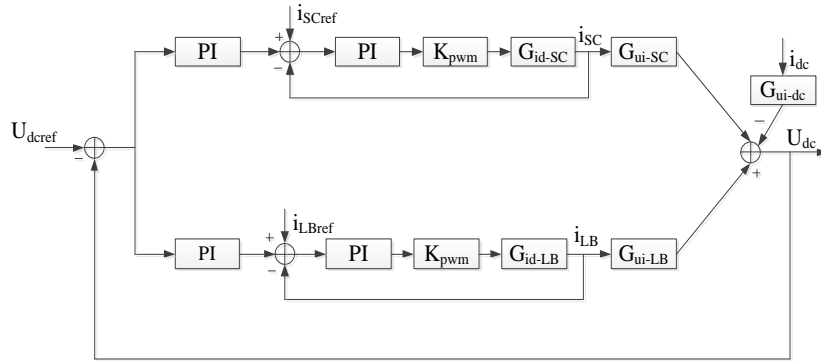 i_SCref
+
−
PI
PI
K_pwm
G_id-SC
i_SC
G_ui-SC
i_dc
G_ui-dc
−
U_dcref
−
U_dc
+
i_LBref
+
−
PI
PI
K_pwm
G_id-LB
i_LB
G_ui-LB